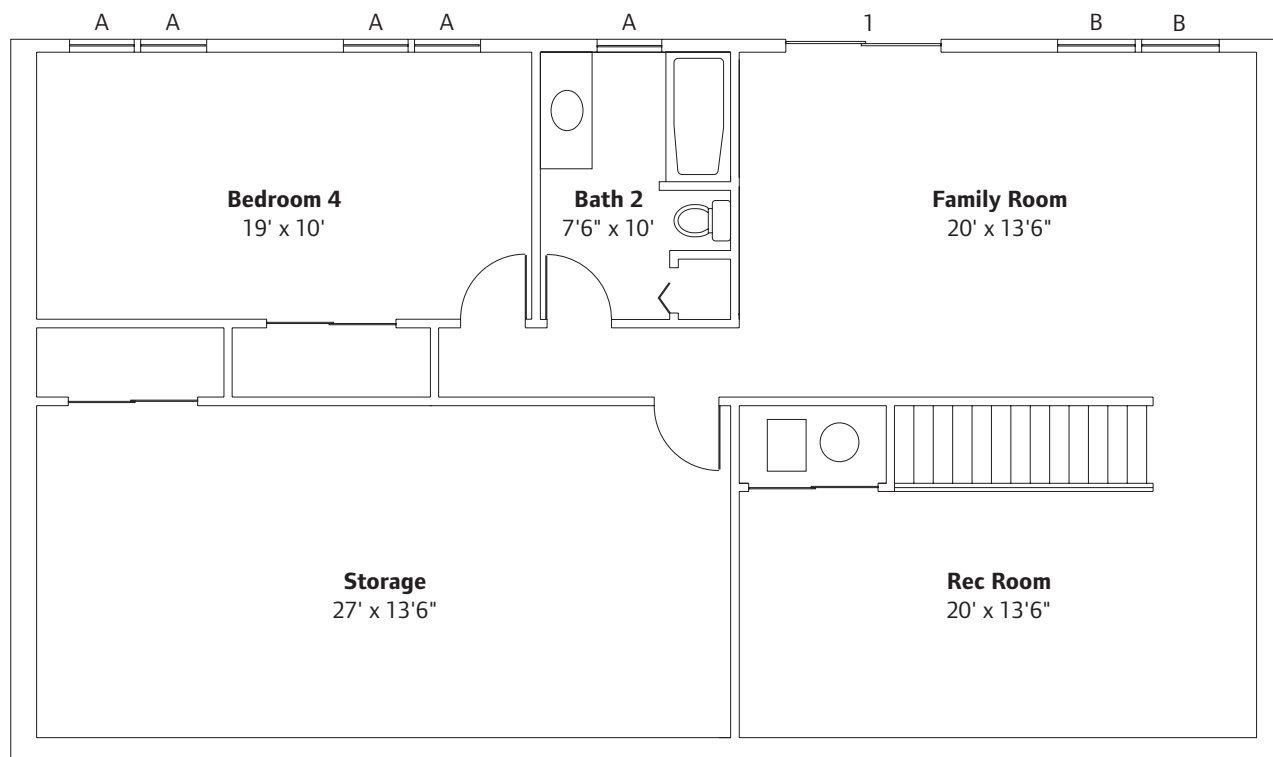 A A A A A 1 B B
Bedroom 4
19' x 10'
Bath 2
7'6" x 10'
Family Room
20' x 13'6"
Storage
27' x 13'6"
Rec Room
20' x 13'6"